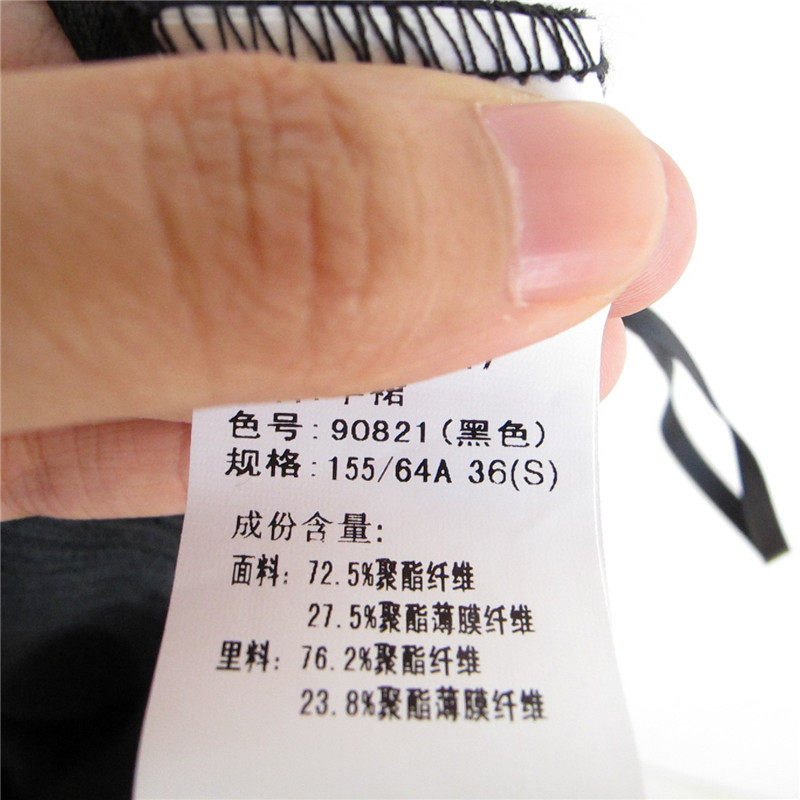 裙
色号: 90821(黑色)
规格: 155/64A 36(S)
成份含量:
面料: 72.5%聚酯纤维
27.5%聚酯薄膜纤维
里料: 76.2%聚酯纤维
23.8%聚酯薄膜纤维